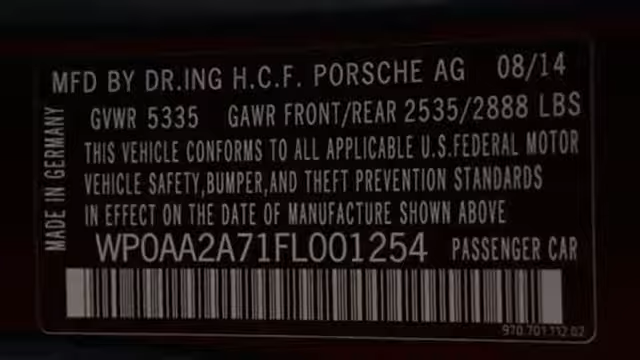 MFD BY DR.ING H.C.F. PORSCHE AG 08/14
GVWR 5335 GAWR FRONT/REAR 2535/2888 LBS
THIS VEHICLE CONFORMS TO ALL APPLICABLE U.S.FEDERAL MOTOR
VEHICLE SAFETY,BUMPER,AND THEFT PREVENTION STANDARDS
IN EFFECT ON THE DATE OF MANUFACTURE SHOWN ABOVE
WP0AA2A71FL001254 PASSENGER CAR
970.701.112.02
MADE IN GERMANY